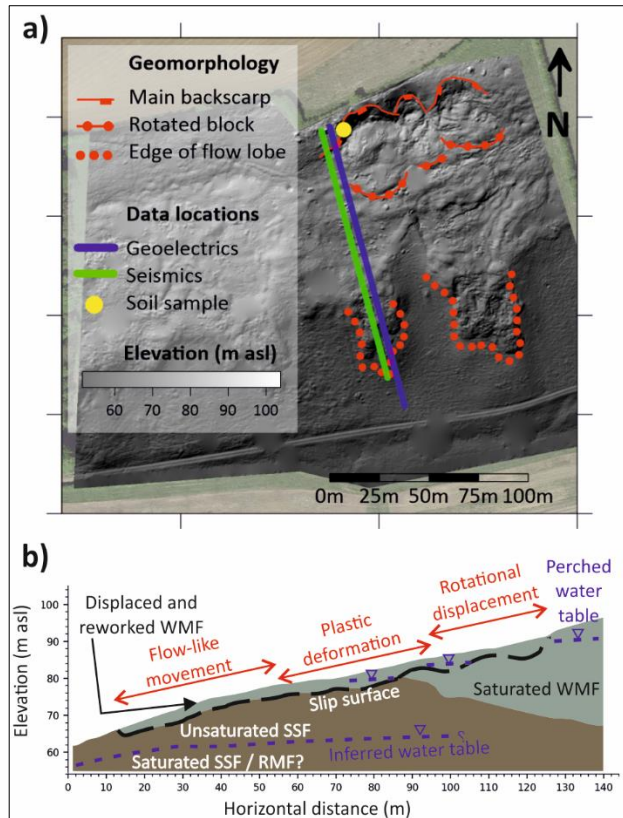 a)
Geomorphology
Main backscarp
Rotated block
Edge of flow lobe
Data locations
Geoelectrics
Seismics
Soil sample
Elevation (m asl)
60 70 80 90 100
N
0m 25m 50m 75m 100m
b)
Elevation (m asl)
100
90
80
70
60
Displaced and
reworked WMF
Flow-like
movement
Plastic
deformation
Rotational
displacement
Perched
water
table
Slip surface
Saturated WMF
Unsaturated SSF
Inferred water table
?
Saturated SSF / RMF?
0 10 20 30 40 50 60 70 80 90 100 110 120 130 140
Horizontal distance (m)